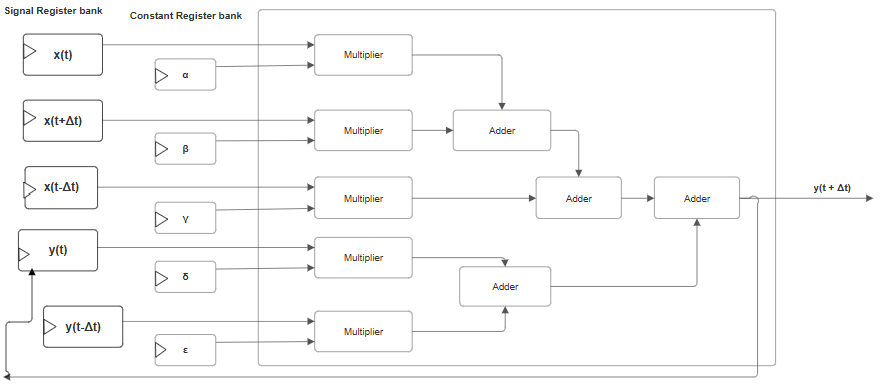 Signal Register bank
Constant Register bank
x(t)
Multiplier
α
x(t+Δt)
Multiplier
Adder
β
x(t-Δt)
Multiplier
Adder
Adder
y(t + Δt)
γ
y(t)
Multiplier
δ
Adder
y(t-Δt)
Multiplier
ε